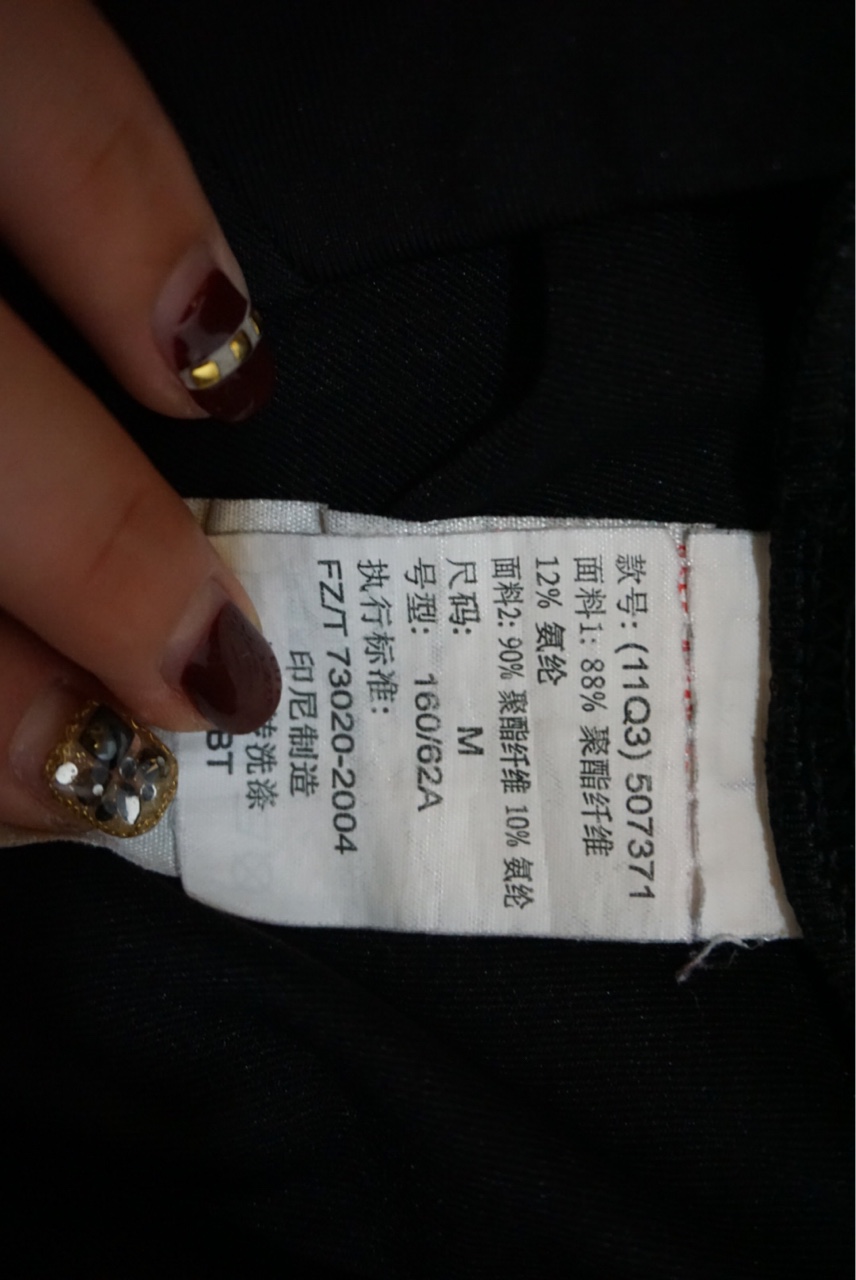 款号: (11Q3) 507371
面料1: 88% 聚酯纤维
12% 氨纶
面料2: 90% 聚酯纤维 10% 氨纶
尺码: M
号型: 160/62A
执行标准:
FZ/T 73020-2004
印尼制造
洗涤
BT